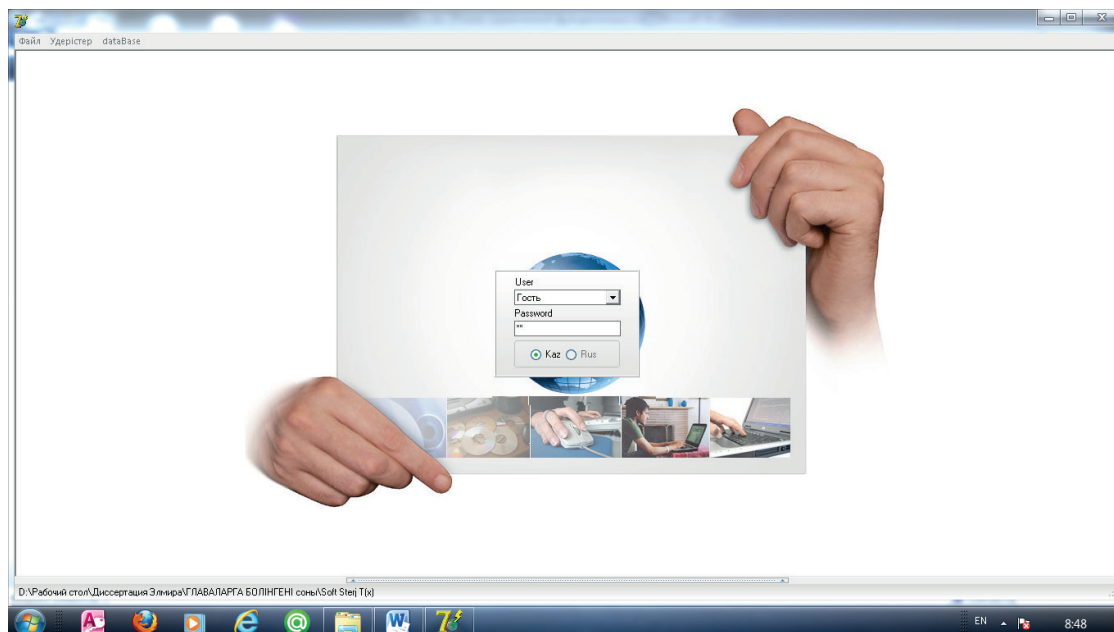 Файл Удерістер dataBase
User
Гость
Password
**
Kaz Rus
D:\Рабочий стол\Диссертация Элмира\ГЛАВАЛАРГА БОЛІНГЕНІ соны\Soft Sterj T(x)
EN
8:48